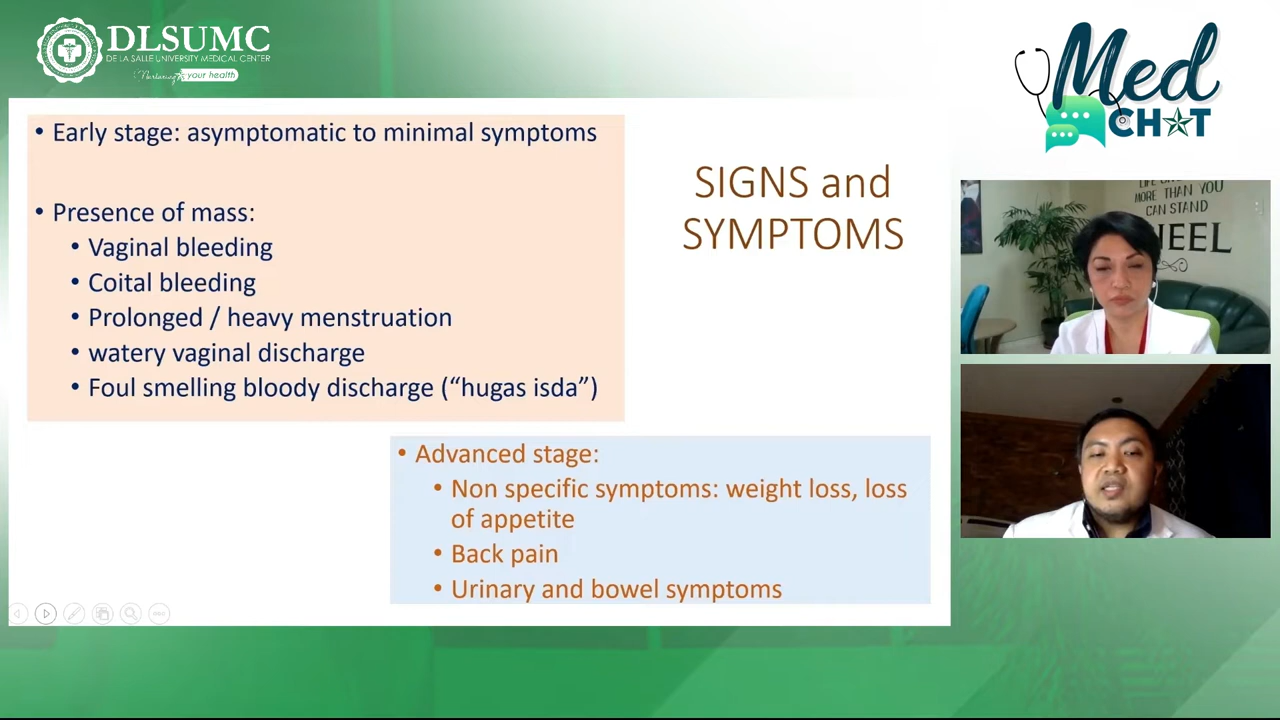 DLSUMC
DE LA SALLE UNIVERSITY MEDICAL CENTER
Nurturing your health
Med
CHAT
• Early stage: asymptomatic to minimal symptoms
• Presence of mass:
• Vaginal bleeding
• Coital bleeding
• Prolonged / heavy menstruation
• watery vaginal discharge
• Foul smelling bloody discharge (“hugas isda”)
SIGNS and
SYMPTOMS
• Advanced stage:
• Non specific symptoms: weight loss, loss
of appetite
• Back pain
• Urinary and bowel symptoms
MORE THAN YOU
CAN STAND
NEEL